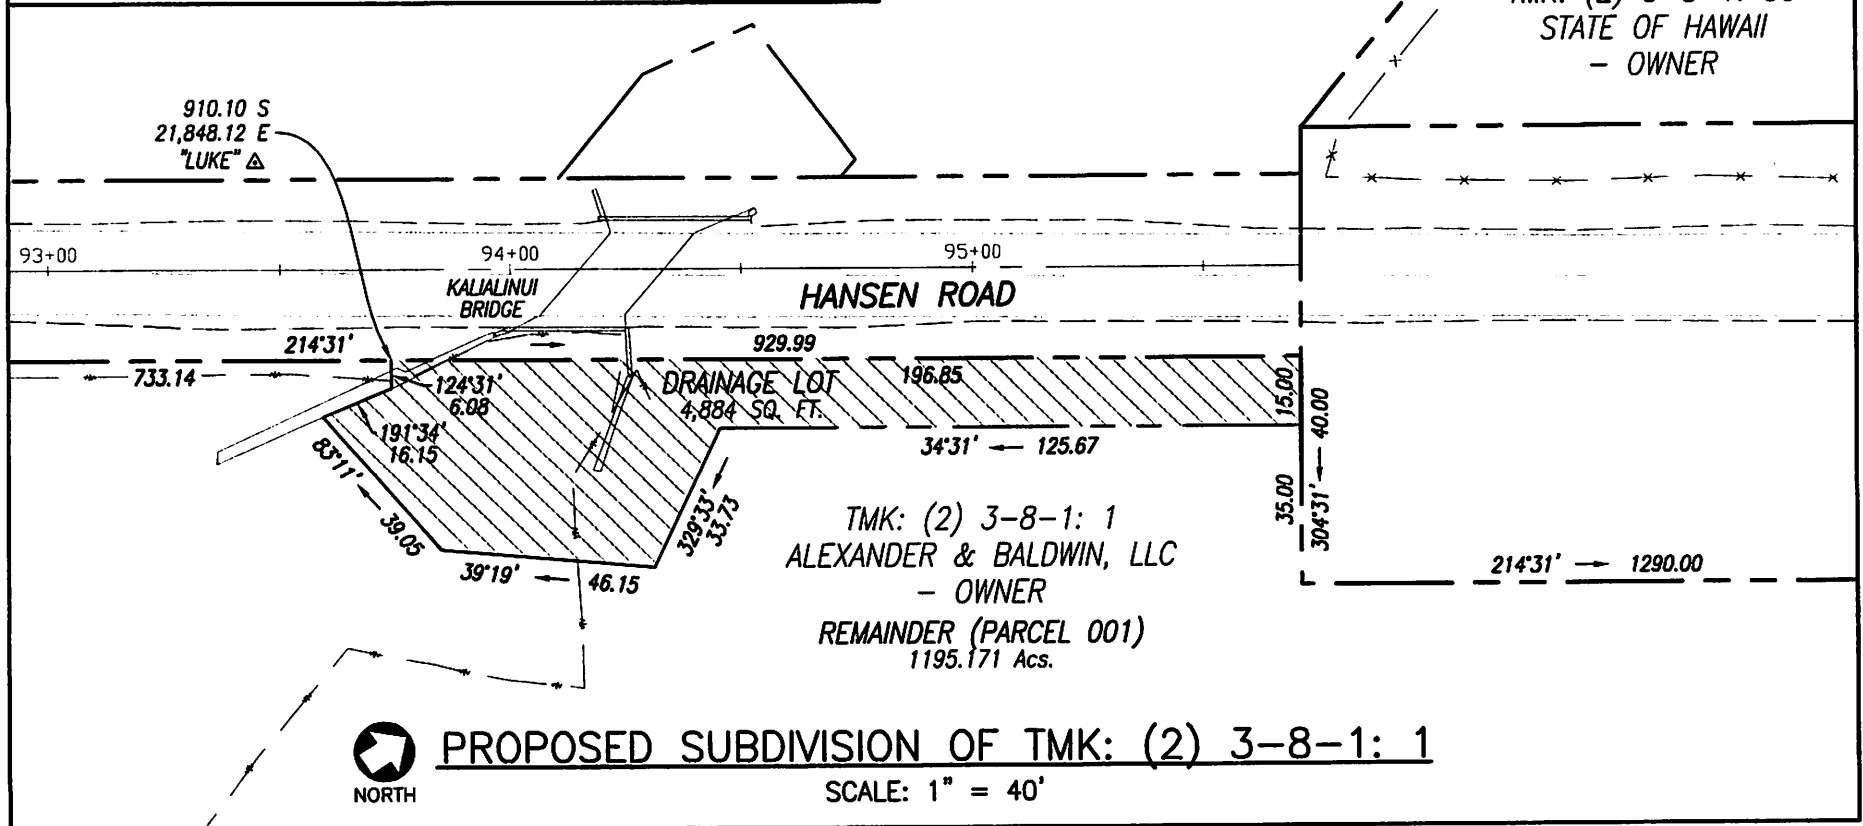 STATE OF HAWAII
- OWNER
910.10 S
21,848.12 E
"LUKE"
93+00
94+00
95+00
KALIALINUI
BRIDGE
HANSEN ROAD
214°31'
929.99
733.14
124°31'
6.08
DRAINAGE LOT
4,884 SQ. FT.
196.85
15.00
40.00
304°31'
35.00
191°34'
16.15
83°11'
39.05
34°31'
125.67
329°33'
33.73
39°19'
46.15
TMK: (2) 3-8-1: 1
ALEXANDER & BALDWIN, LLC
- OWNER
REMAINDER (PARCEL 001)
1195.171 Acs.
214°31'
1290.00
NORTH
PROPOSED SUBDIVISION OF TMK: (2) 3-8-1: 1
SCALE: 1" = 40'